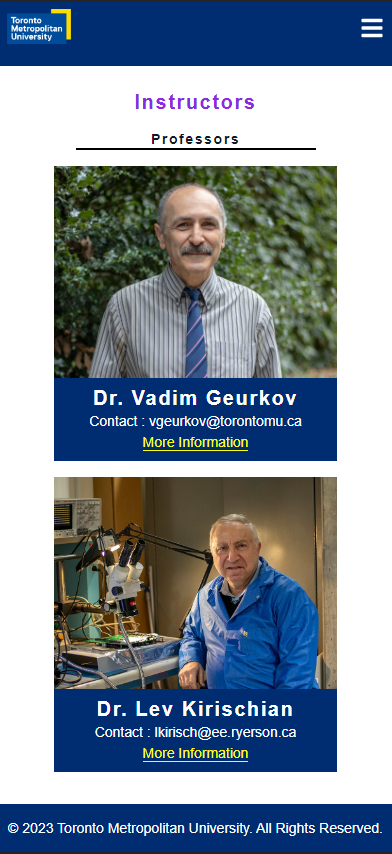 Toronto
Metropolitan
University
Instructors
Professors
Dr. Vadim Geurkov
Contact : vgeurkov@torontomu.ca
More Information
Dr. Lev Kirischian
Contact : lkirisch@ee.ryerson.ca
More Information
© 2023 Toronto Metropolitan University. All Rights Reserved.